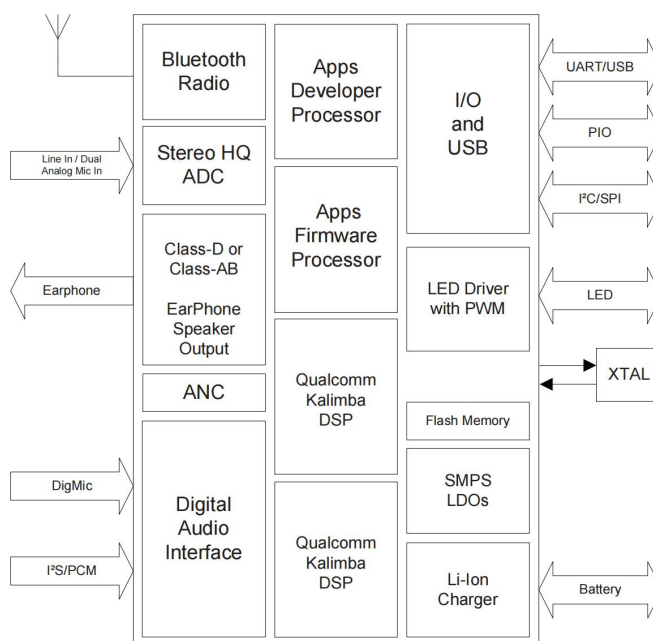 Bluetooth
Radio
Apps
Developer
Processor
I/O
and
USB
UART/USB
PIO
I²C/SPI
Line In / Dual
Analog Mic In
Stereo HQ
ADC
Apps
Firmware
Processor
Earphone
Class-D or
Class-AB
EarPhone
Speaker
Output
LED Driver
with PWM
LED
XTAL
ANC
Qualcomm
Kalimba
DSP
Flash Memory
DigMic
I²S/PCM
Digital
Audio
Interface
Qualcomm
Kalimba
DSP
SMPS
LDOs
Li-Ion
Charger
Battery